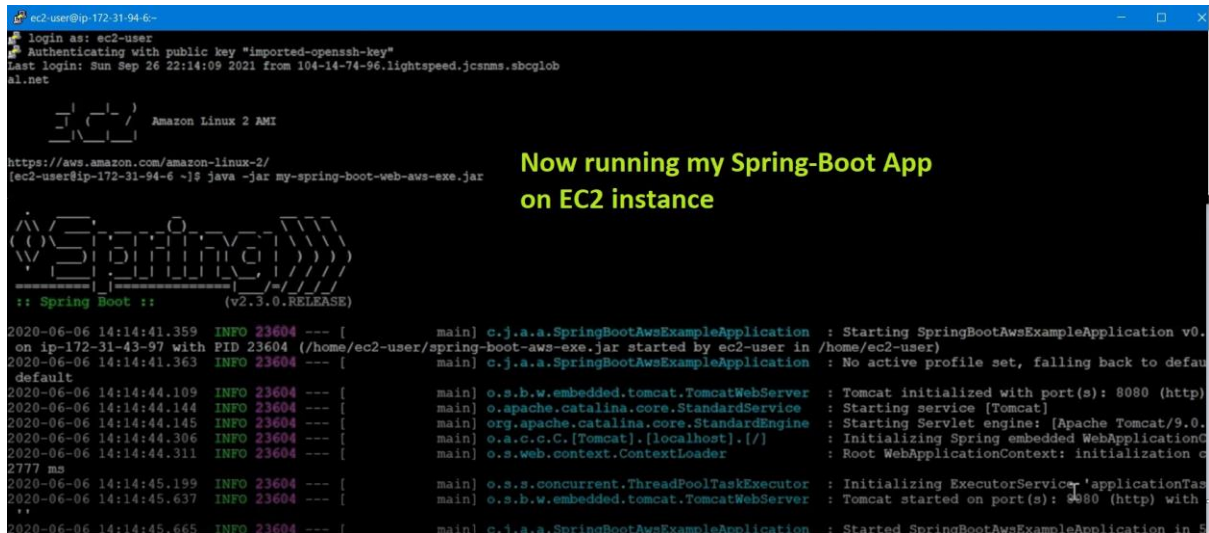 ec2-user@ip-172-31-94-6:~
login as: ec2-user
Authenticating with public key "imported-openssh-key"
Last login: Sun Sep 26 22:14:09 2021 from 104-14-74-96.lightspeed.jcsnms.sbcglob
al.net
Amazon Linux 2 AMI
https://aws.amazon.com/amazon-linux-2/
[ec2-user@ip-172-31-94-6 ~]$ java -jar my-spring-boot-web-aws-exe.jar
Now running my Spring-Boot App
on EC2 instance
:: Spring Boot :: (v2.3.0.RELEASE)
2020-06-06 14:14:41.359 INFO 23604 --- [ main] c.j.a.a.SpringBootAwsExampleApplication : Starting SpringBootAwsExampleApplication v0.
on ip-172-31-43-97 with PID 23604 (/home/ec2-user/spring-boot-aws-exe.jar started by ec2-user in /home/ec2-user)
2020-06-06 14:14:41.363 INFO 23604 --- [ main] c.j.a.a.SpringBootAwsExampleApplication : No active profile set, falling back to defau
default
2020-06-06 14:14:44.109 INFO 23604 --- [ main] o.s.b.w.embedded.tomcat.TomcatWebServer : Tomcat initialized with port(s): 8080 (http)
2020-06-06 14:14:44.144 INFO 23604 --- [ main] o.apache.catalina.core.StandardService : Starting service [Tomcat]
2020-06-06 14:14:44.145 INFO 23604 --- [ main] org.apache.catalina.core.StandardEngine : Starting Servlet engine: [Apache Tomcat/9.0.
2020-06-06 14:14:44.306 INFO 23604 --- [ main] o.a.c.c.C.[Tomcat].[localhost].[/] : Initializing Spring embedded WebApplicationC
2020-06-06 14:14:44.311 INFO 23604 --- [ main] o.s.web.context.ContextLoader : Root WebApplicationContext: initialization c
2777 ms
2020-06-06 14:14:45.199 INFO 23604 --- [ main] o.s.s.concurrent.ThreadPoolTaskExecutor : Initializing ExecutorService 'applicationTas
2020-06-06 14:14:45.637 INFO 23604 --- [ main] o.s.b.w.embedded.tomcat.TomcatWebServer : Tomcat started on port(s): 8080 (http) with
''
2020-06-06 14:14:45.665 INFO 23604 --- [ main] c.j.a.a.SpringBootAwsExampleApplication : Started SpringBootAwsExampleApplication in 5